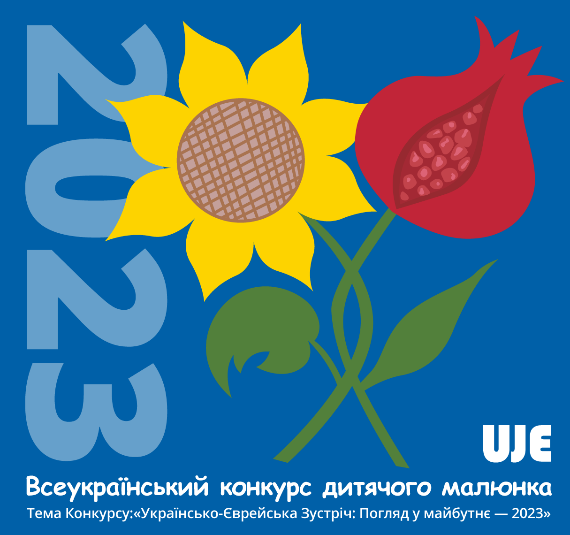 2023
UJE
Всеукраїнський конкурс дитячого малюнка
Тема Конкурсу:«Українсько-Єврейська Зустріч: Погляд у майбутнє — 2023»